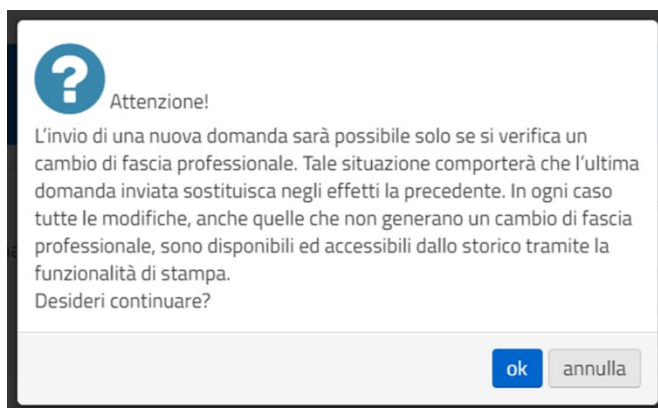 ?
Attenzione!
L'invio di una nuova domanda sarà possibile solo se si verifica un
cambio di fascia professionale. Tale situazione comporterà che l'ultima
domanda inviata sostituisca negli effetti la precedente. In ogni caso
tutte le modifiche, anche quelle che non generano un cambio di fascia
professionale, sono disponibili ed accessibili dallo storico tramite la
funzionalità di stampa.
Desideri continuare?
ok annulla